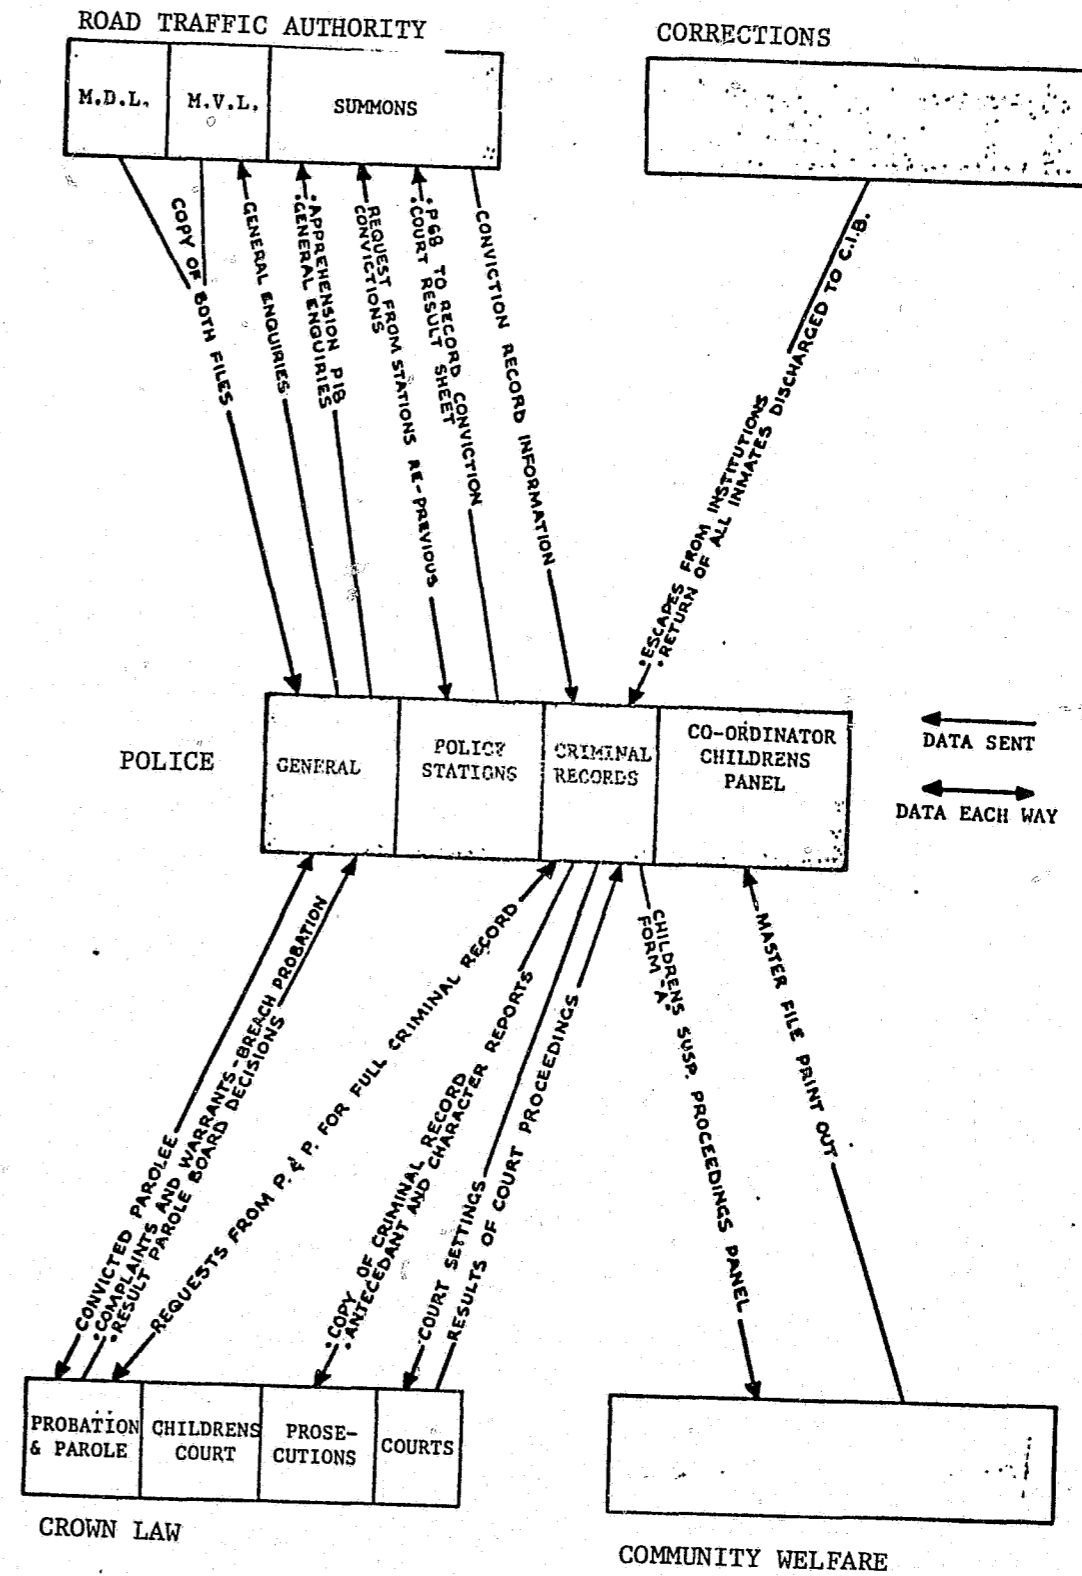 ROAD TRAFFIC AUTHORITY
CORRECTIONS
M.D.L.
M.V.L.
SUMMONS
COPY OF BOTH FILES
GENERAL ENQUIRIES
•APPREHENSION P18
•GENERAL ENQUIRIES
REQUEST FROM STATIONS RE-PREVIOUS
CONVICTIONS
•P68 TO RECORD CONVICTION
•COURT RESULT SHEET
CONVICTION RECORD INFORMATION
•ESCAPES FROM INSTITUTIONS
•RETURN OF ALL INMATES DISCHARGED TO C.I.B.
POLICE
GENERAL
POLICE
STATIONS
CRIMINAL
RECORDS
CO-ORDINATOR
CHILDRENS
PANEL
DATA SENT
DATA EACH WAY
CONVICTED PAROLEE
•COMPLAINTS AND WARRANTS-BREACH PROBATION
•RESULT PAROLE BOARD DECISIONS
REQUESTS FROM P. & P. FOR FULL CRIMINAL RECORD
•COPY OF CRIMINAL RECORD
•ANTECEDANT AND CHARACTER REPORTS
•COURT SETTINGS
RESULTS OF COURT PROCEEDINGS
CHILDRENS SUSP. PROCEEDINGS PANEL
FORM "A"
MASTER FILE PRINT OUT
PROBATION
& PAROLE
CHILDRENS
COURT
PROSE-
CUTIONS
COURTS
CROWN LAW
COMMUNITY WELFARE